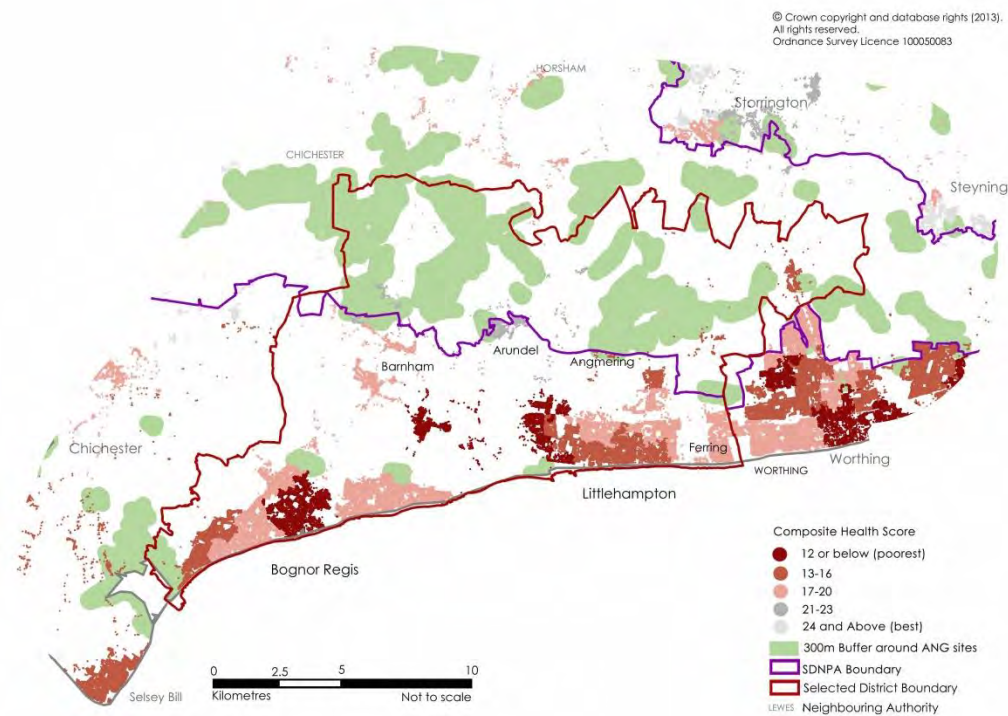 © Crown copyright and database rights (2013).
All rights reserved.
Ordnance Survey Licence 100050083
HORSHAM
Storrington
CHICHESTER
Steyning
Arundel
Angmering
Barnham
Chichester
Ferring
Worthing
WORTHING
Littlehampton
Bognor Regis
Selsey Bill
0 2.5 5 10
Kilometres Not to scale
Composite Health Score
12 or below (poorest)
13-16
17-20
21-23
24 and Above (best)
300m Buffer around ANG sites
SDNPA Boundary
Selected District Boundary
LEWES Neighbouring Authority